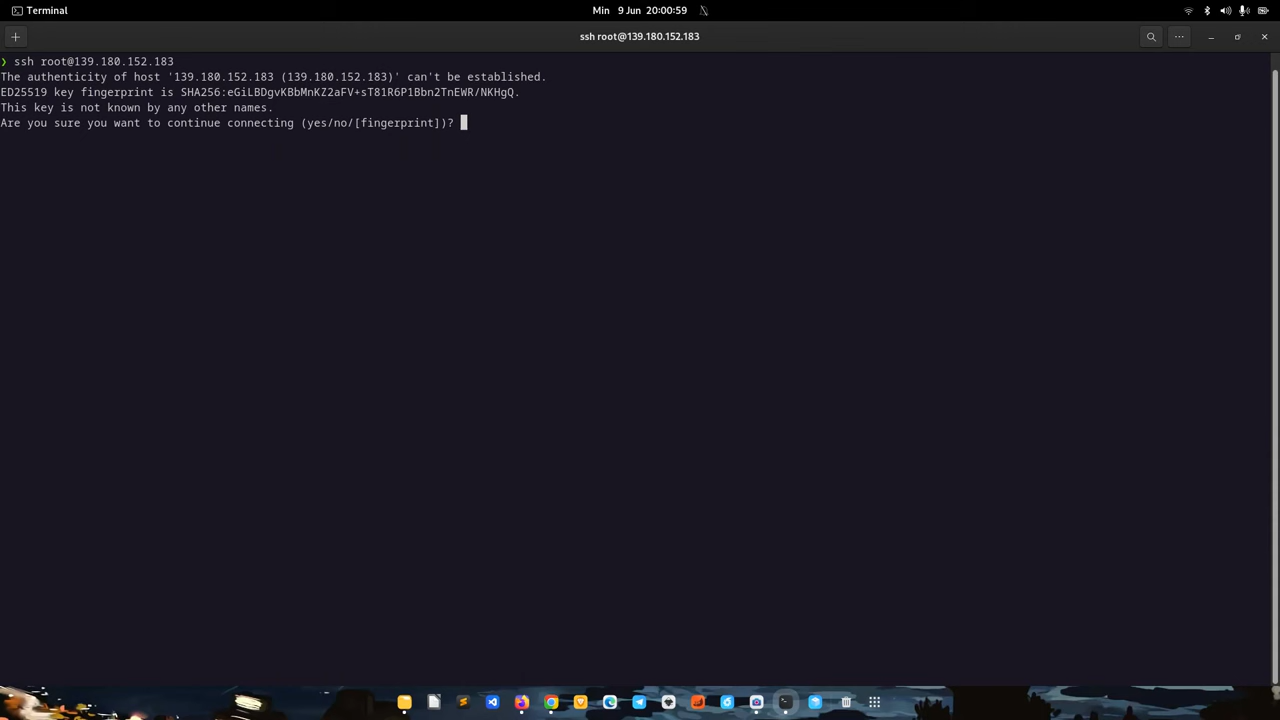 Terminal
Min 9 Jun 20:00:59
ssh root@139.180.152.183
❯ ssh root@139.180.152.183
The authenticity of host '139.180.152.183 (139.180.152.183)' can't be established.
ED25519 key fingerprint is SHA256:eGiLBDgvKBbMnKZ2aFV+sT81R6P1Bbn2TnEWR/NKHgQ.
This key is not known by any other names.
Are you sure you want to continue connecting (yes/no/[fingerprint])?